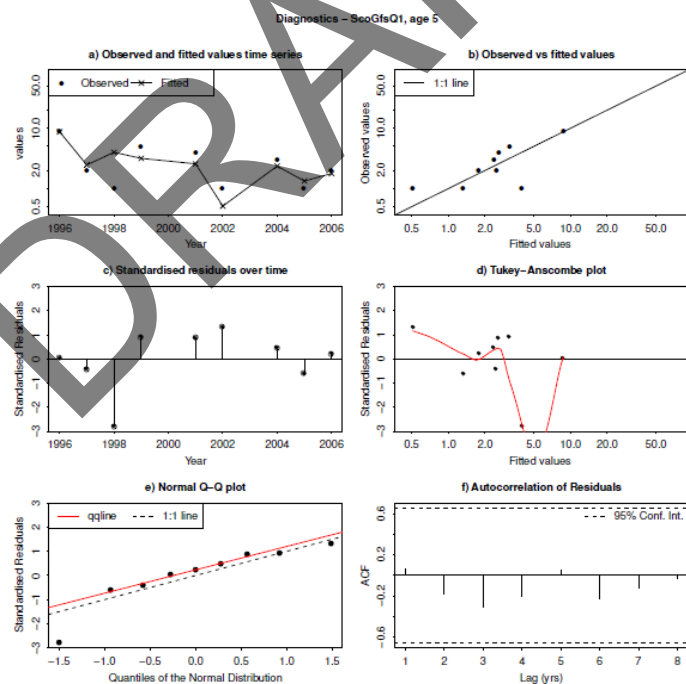 Diagnostics − ScoGfsQ1, age 5
a) Observed and fitted values time series
Observed Fitted
values
0.5 2.0 10.0 50.0
1996 1998 2000 2002 2004 2006
Year
b) Observed vs fitted values
1:1 line
Observed values
0.5 2.0 10.0 50.0
0.5 1.0 2.0 5.0 10.0 20.0 50.0
Fitted values
c) Standardised residuals over time
Standardised Residuals
−3 −2 −1 0 1 2 3
1996 1998 2000 2002 2004 2006
Year
d) Tukey−Anscombe plot
Standardised Residuals
−3 −2 −1 0 1 2 3
0.5 1.0 2.0 5.0 10.0 20.0 50.0
Fitted values
e) Normal Q−Q plot
qqline 1:1 line
Standardised Residuals
−3 −2 −1 0 1 2 3
−1.5 −1.0 −0.5 0.0 0.5 1.0 1.5
Quantiles of the Normal Distribution
f) Autocorrelation of Residuals
95% Conf. Int.
ACF
−0.6 −0.2 0.2 0.6
1 2 3 4 5 6 7 8
Lag (yrs)
DRA